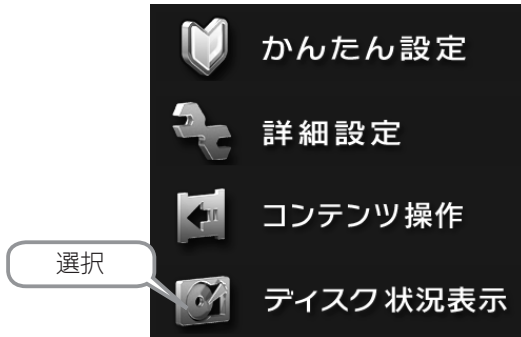 かんたん設定
詳細設定
コンテンツ操作
選択
ディスク状況表示